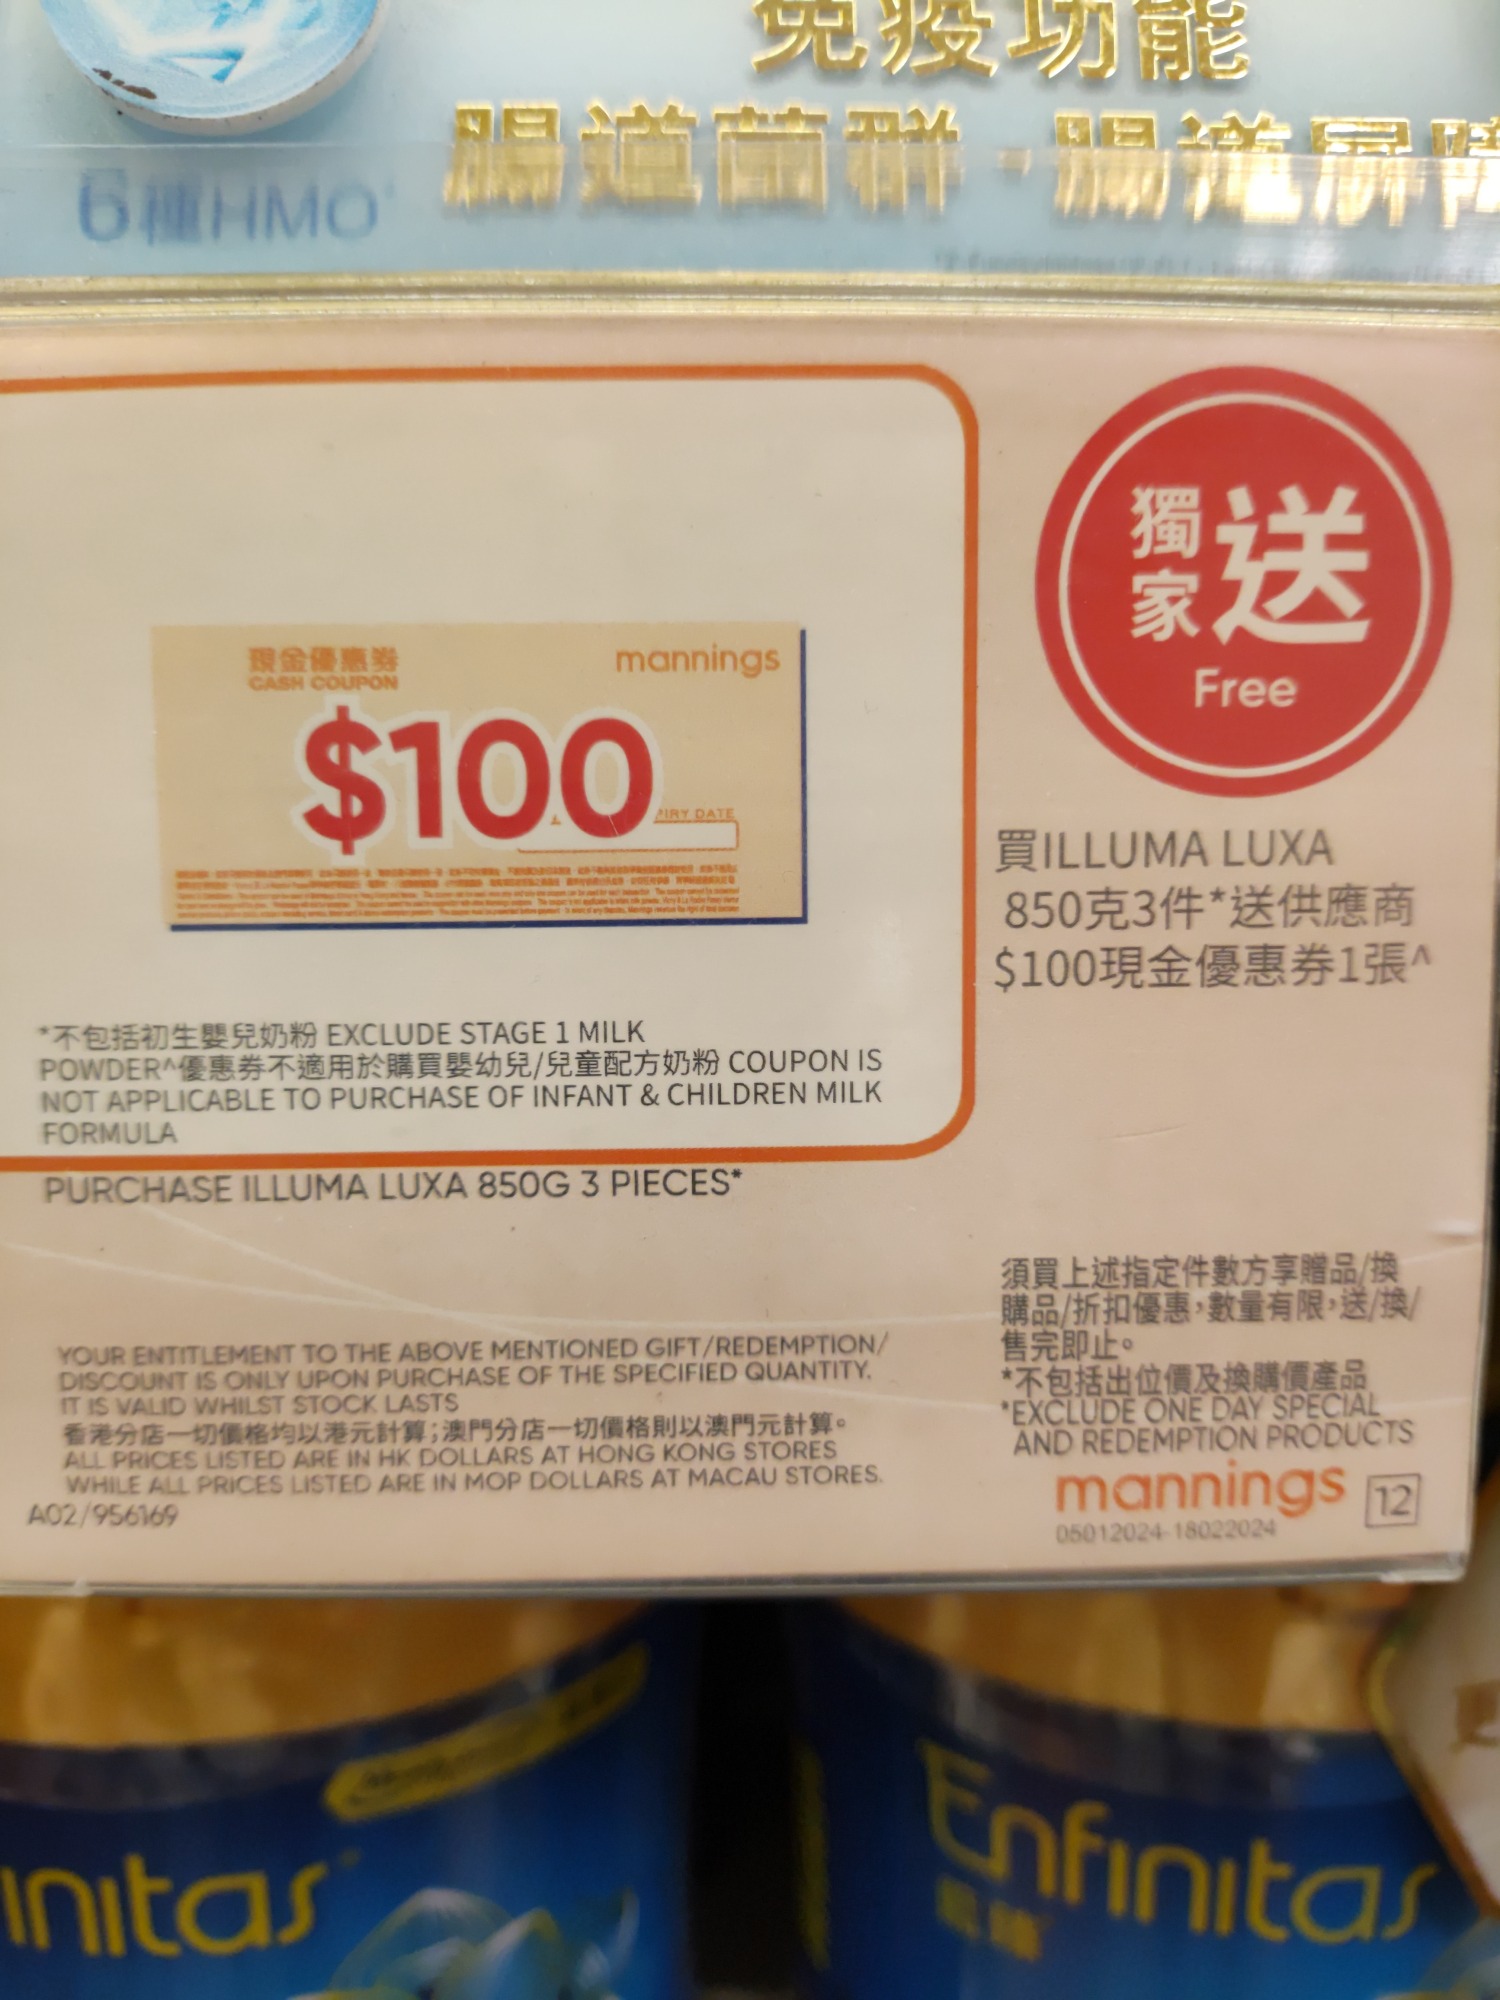 免疫功能
腸道菌群·腸道屏障
6種HMO
獨家 送
Free
現金優惠券
CASH COUPON
mannings
$100
PIRY DATE
買ILLUMA LUXA
850克3件*送供應商
$100現金優惠券1張^
*不包括初生嬰兒奶粉 EXCLUDE STAGE 1 MILK
POWDER^優惠券不適用於購買嬰幼兒/兒童配方奶粉 COUPON IS
NOT APPLICABLE TO PURCHASE OF INFANT & CHILDREN MILK
FORMULA
PURCHASE ILLUMA LUXA 850G 3 PIECES*
須買上述指定件數方享贈品/換
購品/折扣優惠,數量有限,送/換/
售完即止。
*不包括出位價及換購價產品
*EXCLUDE ONE DAY SPECIAL
AND REDEMPTION PRODUCTS
YOUR ENTITLEMENT TO THE ABOVE MENTIONED GIFT/REDEMPTION/
DISCOUNT IS ONLY UPON PURCHASE OF THE SPECIFIED QUANTITY.
IT IS VALID WHILST STOCK LASTS
香港分店一切價格均以港元計算;澳門分店一切價格則以澳門元計算。
ALL PRICES LISTED ARE IN HK DOLLARS AT HONG KONG STORES
WHILE ALL PRICES LISTED ARE IN MOP DOLLARS AT MACAU STORES.
A02/956169
mannings 12
05012024-18022024
initas
Enfinitas